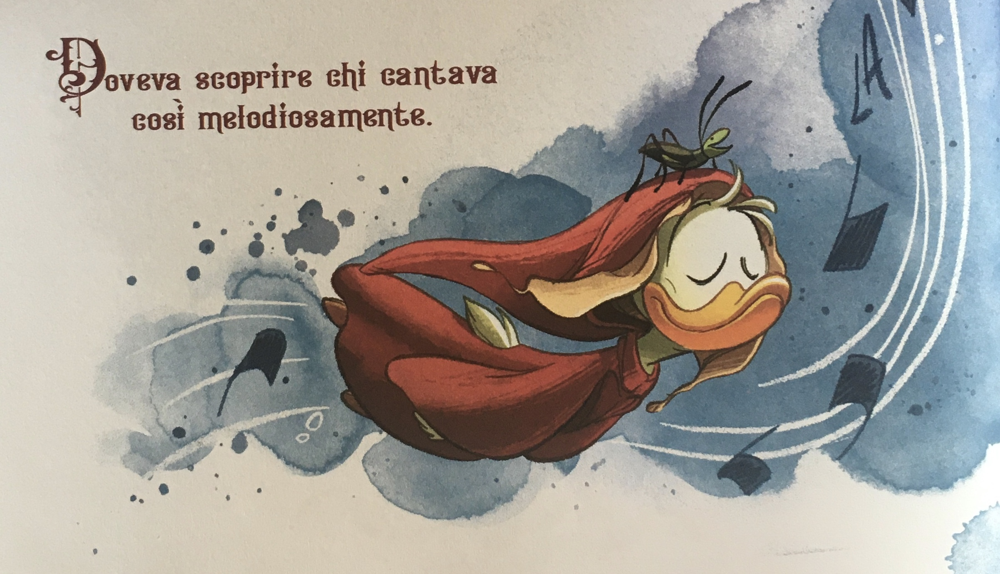 Doveva scoprire chi cantava
così melodiosamente.
LA